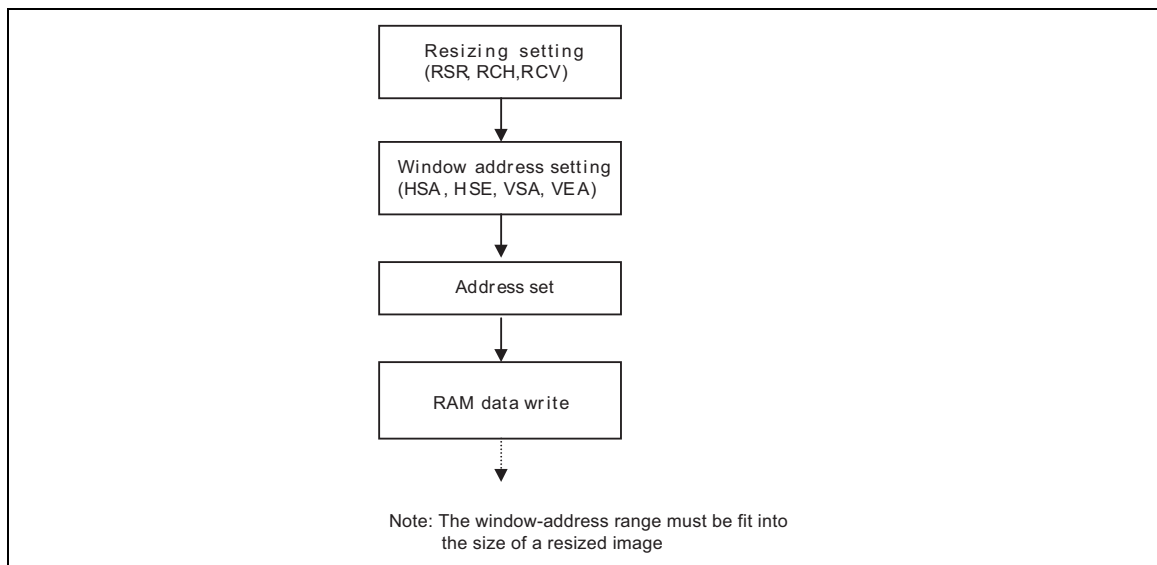 Resizing setting
(RSR, RCH,RCV)
Window address setting
(HSA, HSE, VSA, VEA)
Address set
RAM data write
Note: The window-address range must be fit into
the size of a resized image